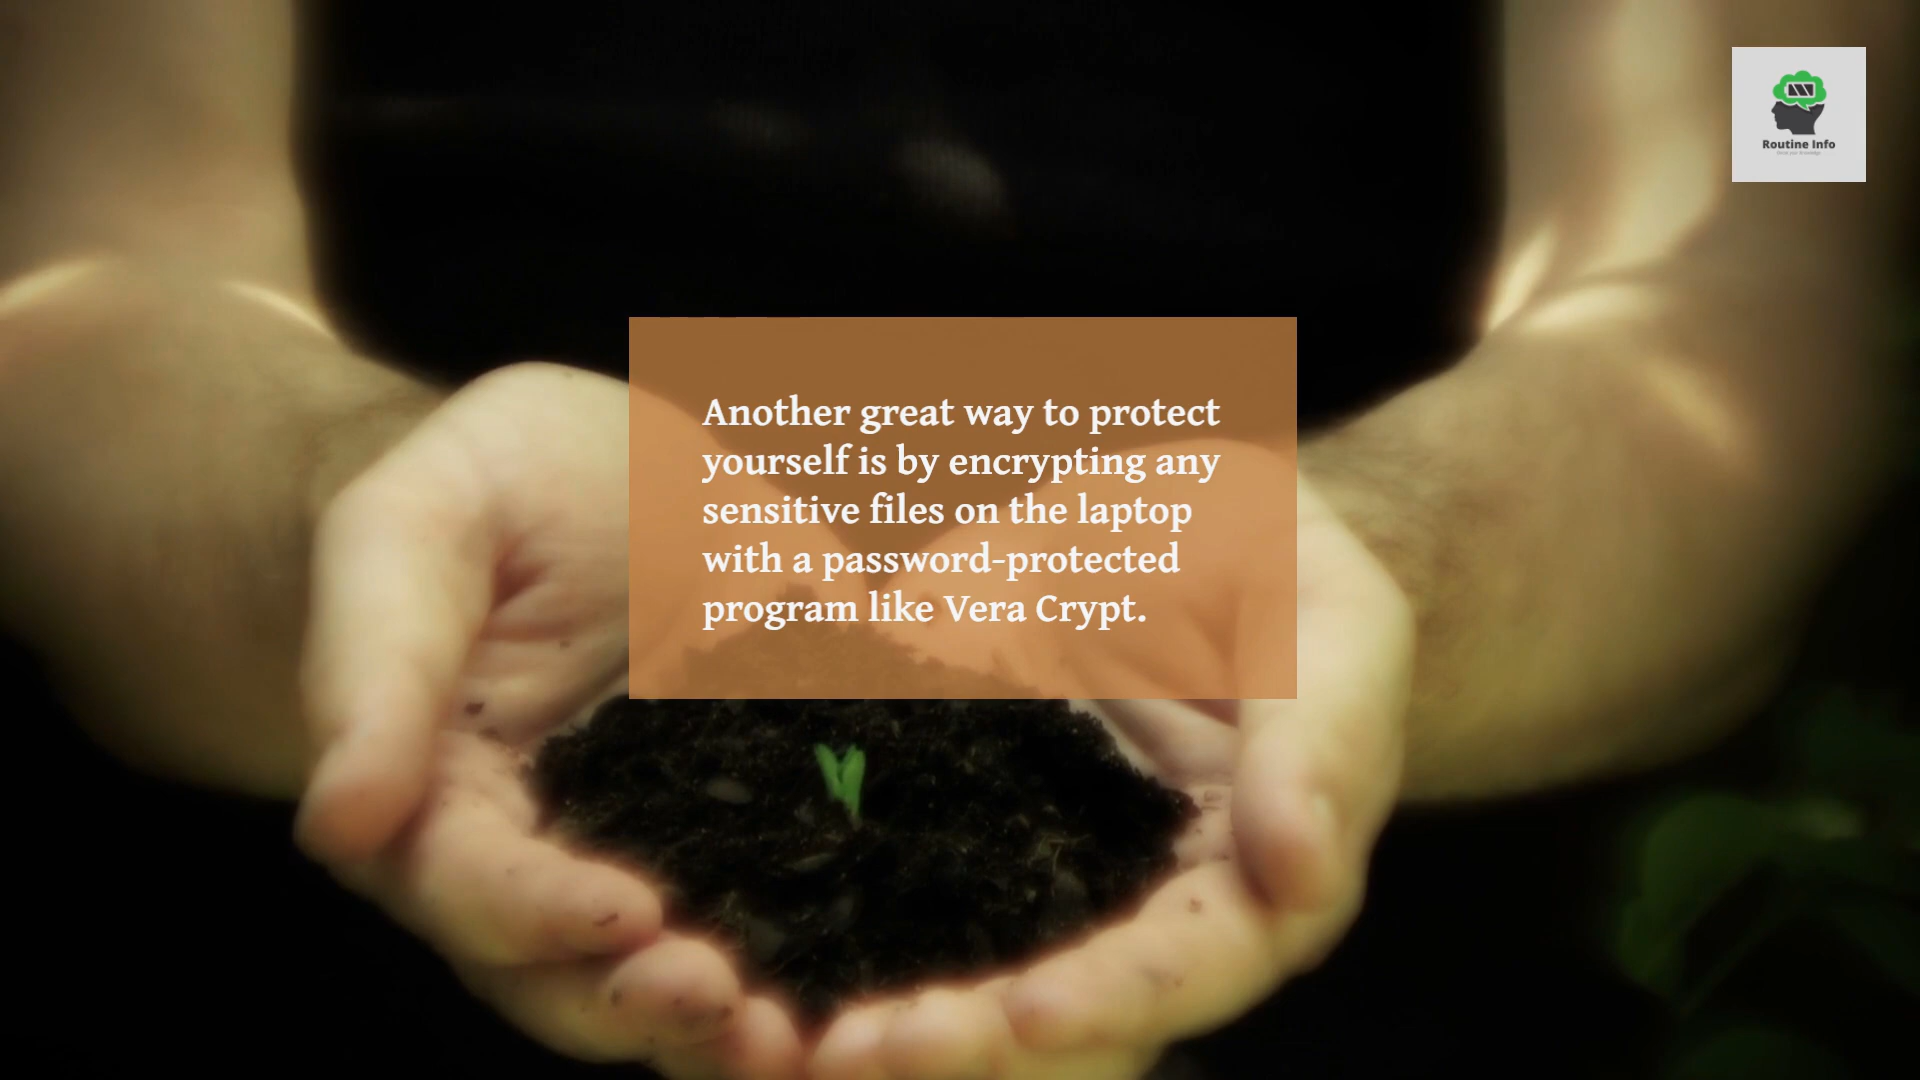 Routine Info
Another great way to protect
yourself is by encrypting any
sensitive files on the laptop
with a password-protected
program like Vera Crypt.